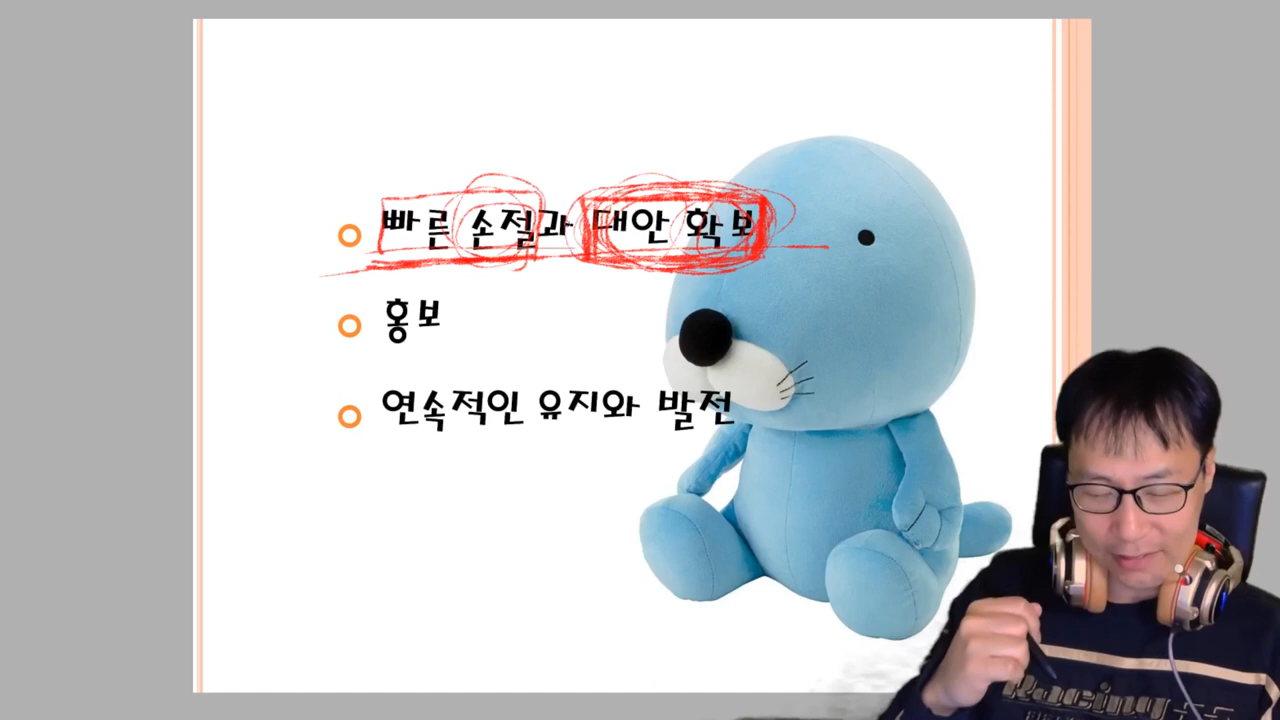 빠른 손절과 대안 확보
홍보
연속적인 유지와 발전
Racing